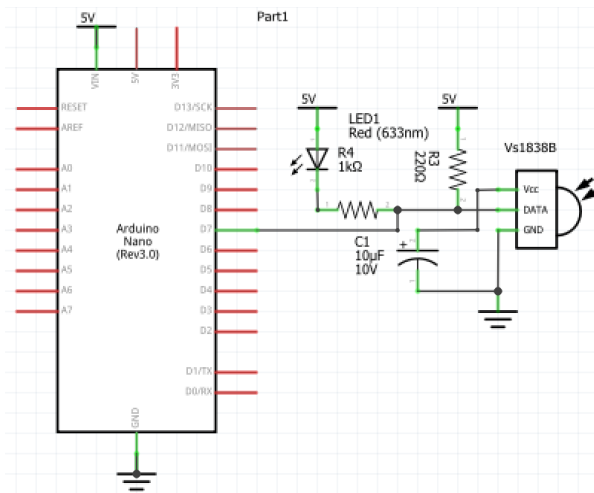 Part1
5V
VIN
5V
3V3
RESET
AREF
A0
A1
A2
A3
A4
A5
A6
A7
Arduino
Nano
(Rev3.0)
D13/SCK
D12/MISO
D11/MOSI
D10
D9
D8
D7
D6
D5
D4
D3
D2
D1/TX
D0/RX
GND
5V
LED1
Red (633nm)
R4
1kΩ
1
2
5V
R3
220Ω
C1
10µF
10V
+
Vs1838B
Vcc
DATA
GND